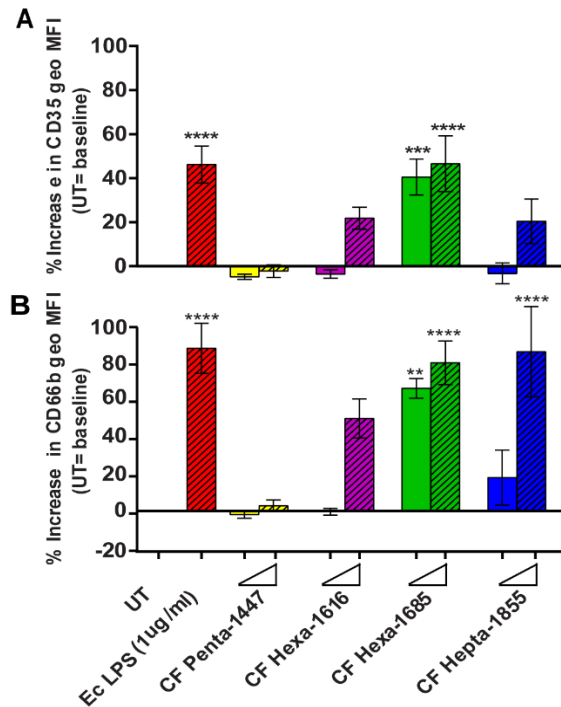 A
% Increas e in CD35 geo MFI
(UT= baseline)
100
80
60
40
20
0
****
***
****
B
% Increase in CD66b geo MFI
(UT= baseline)
100
80
60
40
20
0
-20
****
**
****
****
UT
Ec LPS (1ug/ml)
CF Penta-1447
CF Hexa-1616
CF Hexa-1685
CF Hepta-1855